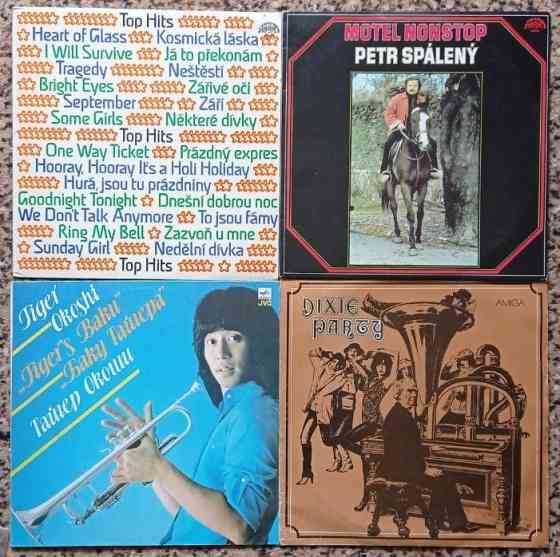 Top Hits
Heart of Glass Kosmická láska
I Will Survive Já to překonám
Tragedy Neštěstí
Bright Eyes Zářivé oči
September Září
Some Girls Některé dívky
Top Hits
One Way Ticket Prázdný expres
Hooray, Hooray It's a Holi Holiday
Hurá, jsou tu prázdniny
Goodnight Tonight Dnešní dobrou noc
We Don't Talk Anymore To jsou fámy
Ring My Bell Zazvoň u mne
Sunday Girl Nedělní dívka
Top Hits
MOTEL NONSTOP
PETR SPÁLENÝ
Tiger
Okoshi
„Tiger's Baku"
„Баку Тайгера"
Тайгер Окоши
JVC
DIXIE
PARTY
AMIGA